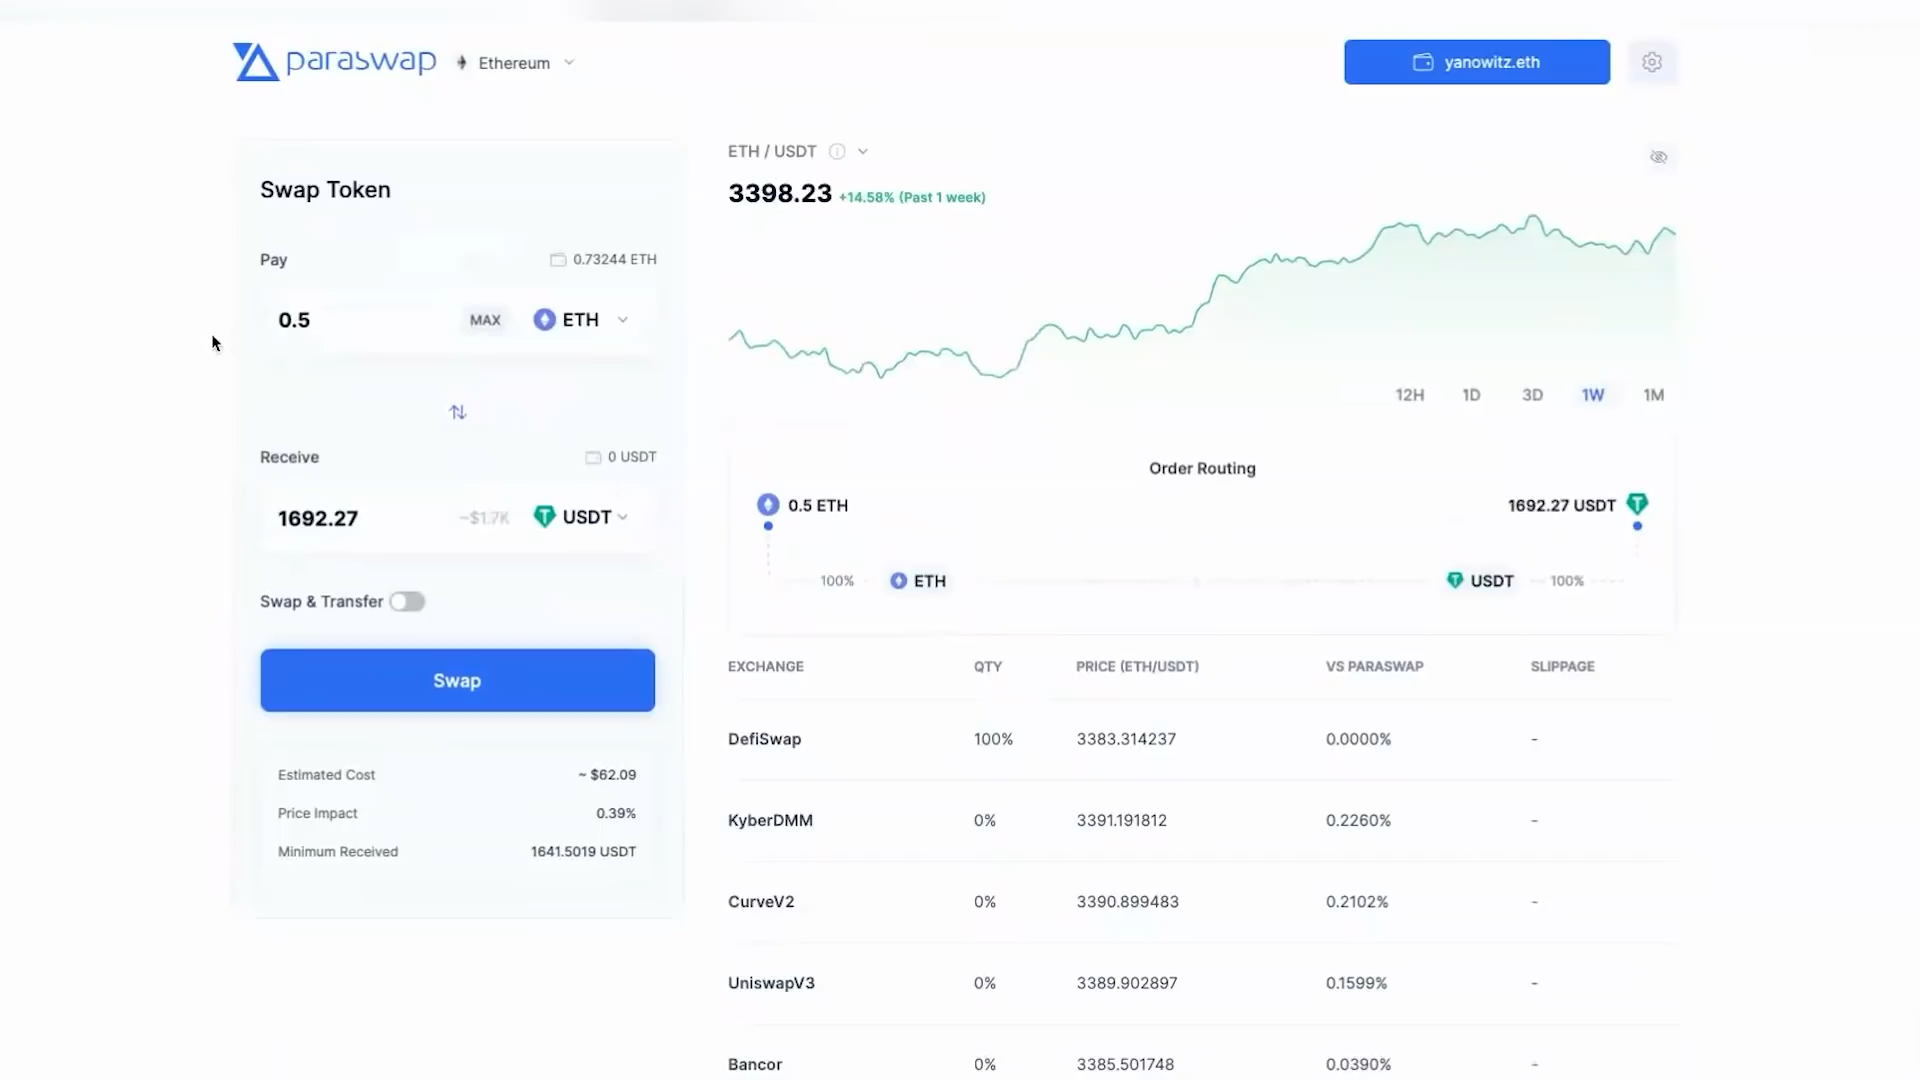 paraswap Ethereum yanowitz.eth
Swap Token
Pay 0.73244 ETH
0.5 MAX ETH
Receive 0 USDT
1692.27 ~$1.7K USDT
Swap & Transfer
Swap
Estimated Cost ~ $62.09
Price Impact 0.39%
Minimum Received 1641.5019 USDT
ETH / USDT
3398.23 +14.58% (Past 1 week)
12H 1D 3D 1W 1M
Order Routing
0.5 ETH 1692.27 USDT
100% ETH USDT 100%
EXCHANGE QTY PRICE (ETH/USDT) VS PARASWAP SLIPPAGE
DefiSwap 100% 3383.314237 0.0000% -
KyberDMM 0% 3391.191812 0.2260% -
CurveV2 0% 3390.899483 0.2102% -
UniswapV3 0% 3389.902897 0.1599% -
Bancor 0% 3385.501748 0.0390% -